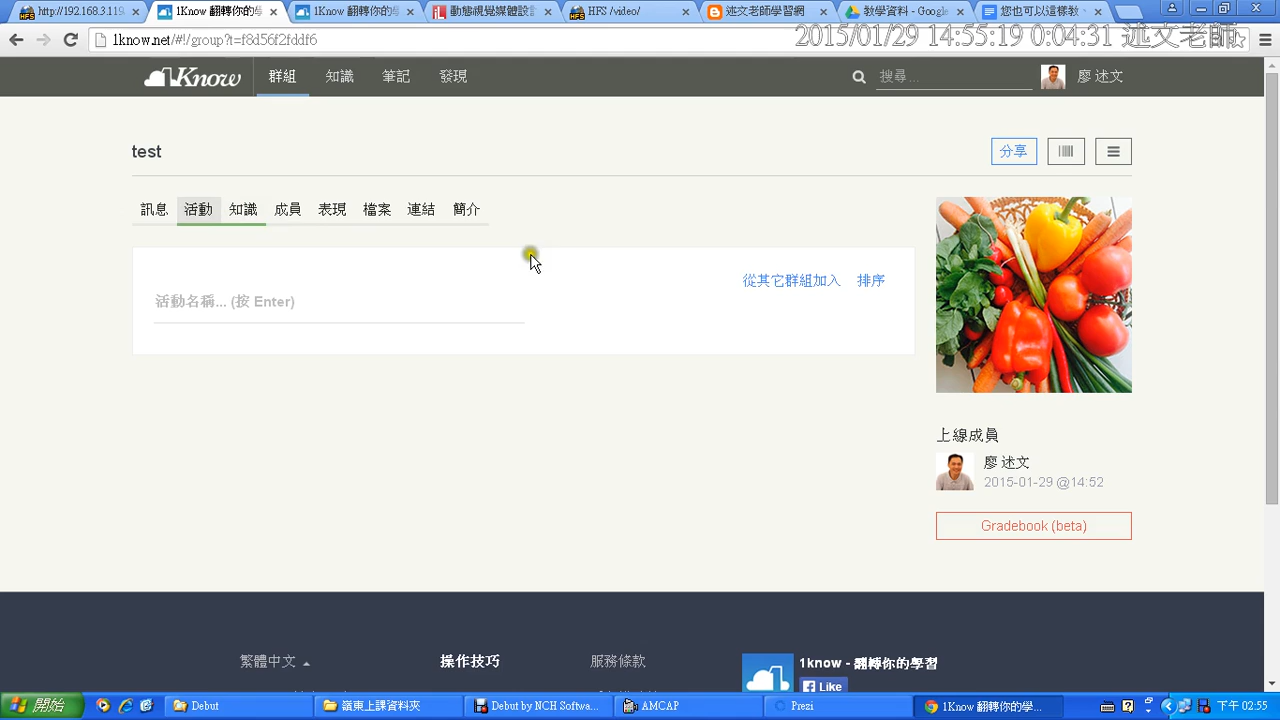 http://192.168.3.119
1Know 翻轉你的學
1Know 翻轉你的學
動態視覺媒體設計
HFS /video/
述文老師學習網
教學資料 - Google
您也可以這樣教
1know.net/#!/group?t=f8d56f2fddf6
2015/01/29 14:55:19 0:04:31 述文老師
1Know 群組 知識 筆記 發現 搜尋... 廖 述文
test 分享
訊息 活動 知識 成員 表現 檔案 連結 簡介
從其它群組加入 排序
活動名稱... (按 Enter)
上線成員
廖 述文
2015-01-29 @14:52
Gradebook (beta)
繁體中文 操作技巧 服務條款 1know - 翻轉你的學習
Like
開始 Debut 嶺東上課資料夾 Debut by NCH Softwa... AMCAP Prezi 1Know 翻轉你的學... 下午 02:55